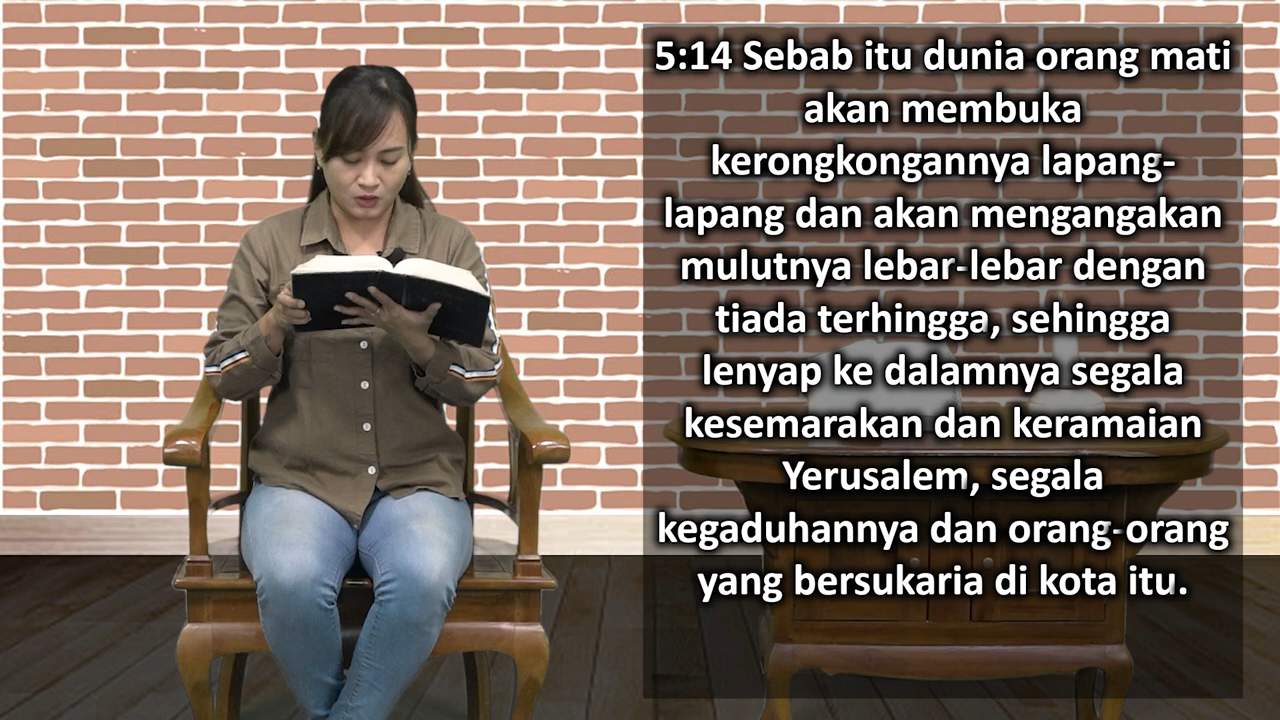 5:14 Sebab itu dunia orang mati
akan membuka
kerongkongannya lapang-
lapang dan akan mengangakan
mulutnya lebar-lebar dengan
tiada terhingga, sehingga
lenyap ke dalamnya segala
kesemarakan dan keramaian
Yerusalem, segala
kegaduhannya dan orang-orang
yang bersukaria di kota itu.